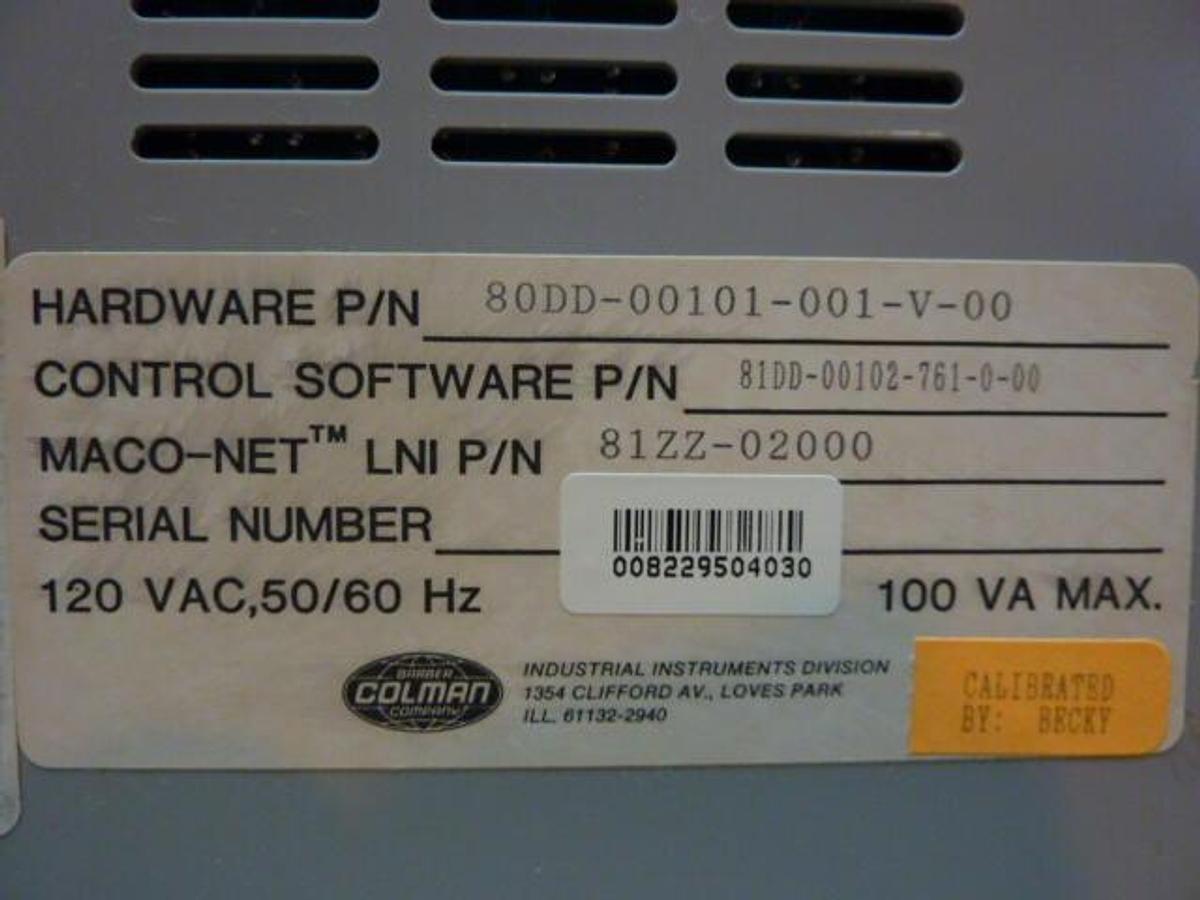 HARDWARE P/N 80DD-00101-001-V-00
CONTROL SOFTWARE P/N 81DD-00102-761-0-00
MACO-NET™ LNI P/N 81ZZ-02000
SERIAL NUMBER
008229504030
120 VAC,50/60 Hz 100 VA MAX.
BARBER
COLMAN
COMPANY
INDUSTRIAL INSTRUMENTS DIVISION
1354 CLIFFORD AV., LOVES PARK
ILL. 61132-2940
CALIBRATED
BY: BECKY